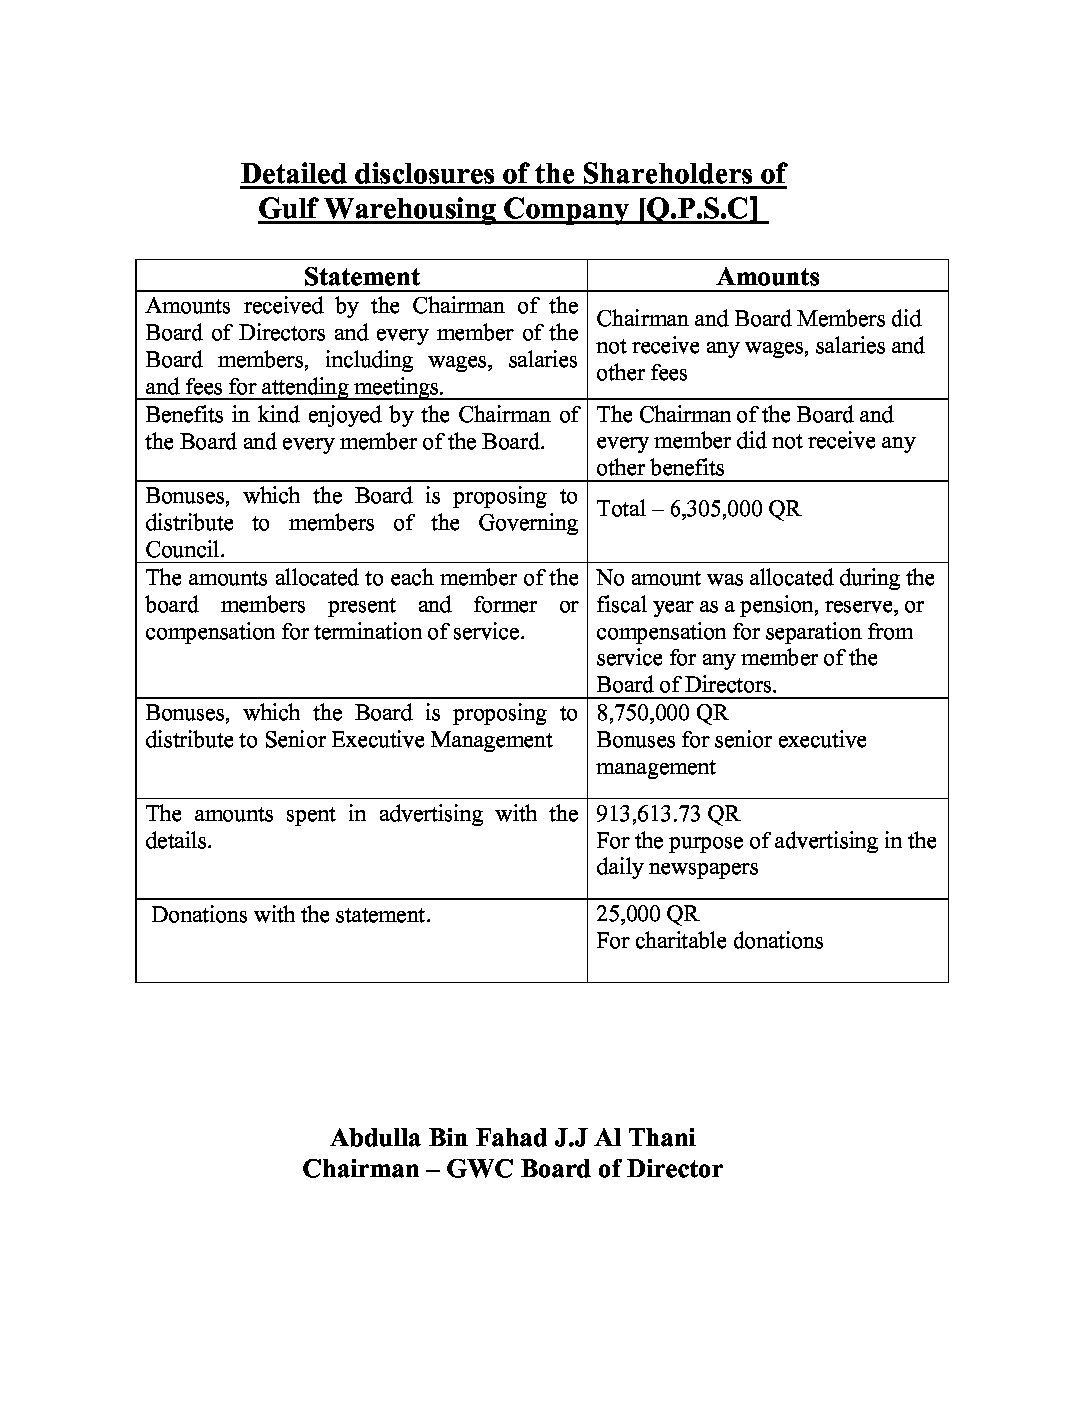 Detailed disclosures of the Shareholders of
Gulf Warehousing Company [Q.P.S.C]
Statement
Amounts
Amounts received by the Chairman of the
Board of Directors and every member of the
Board members, including wages, salaries
and fees for attending meetings.
Chairman and Board Members did
not receive any wages, salaries and
other fees
Benefits in kind enjoyed by the Chairman of
the Board and every member of the Board.
The Chairman of the Board and
every member did not receive any
other benefits
Bonuses, which the Board is proposing to
distribute to members of the Governing
Council.
Total – 6,305,000 QR
The amounts allocated to each member of the
board members present and former or
compensation for termination of service.
No amount was allocated during the
fiscal year as a pension, reserve, or
compensation for separation from
service for any member of the
Board of Directors.
Bonuses, which the Board is proposing to
distribute to Senior Executive Management
8,750,000 QR
Bonuses for senior executive
management
The amounts spent in advertising with the
details.
913,613.73 QR
For the purpose of advertising in the
daily newspapers
Donations with the statement.
25,000 QR
For charitable donations
Abdulla Bin Fahad J.J Al Thani
Chairman – GWC Board of Director